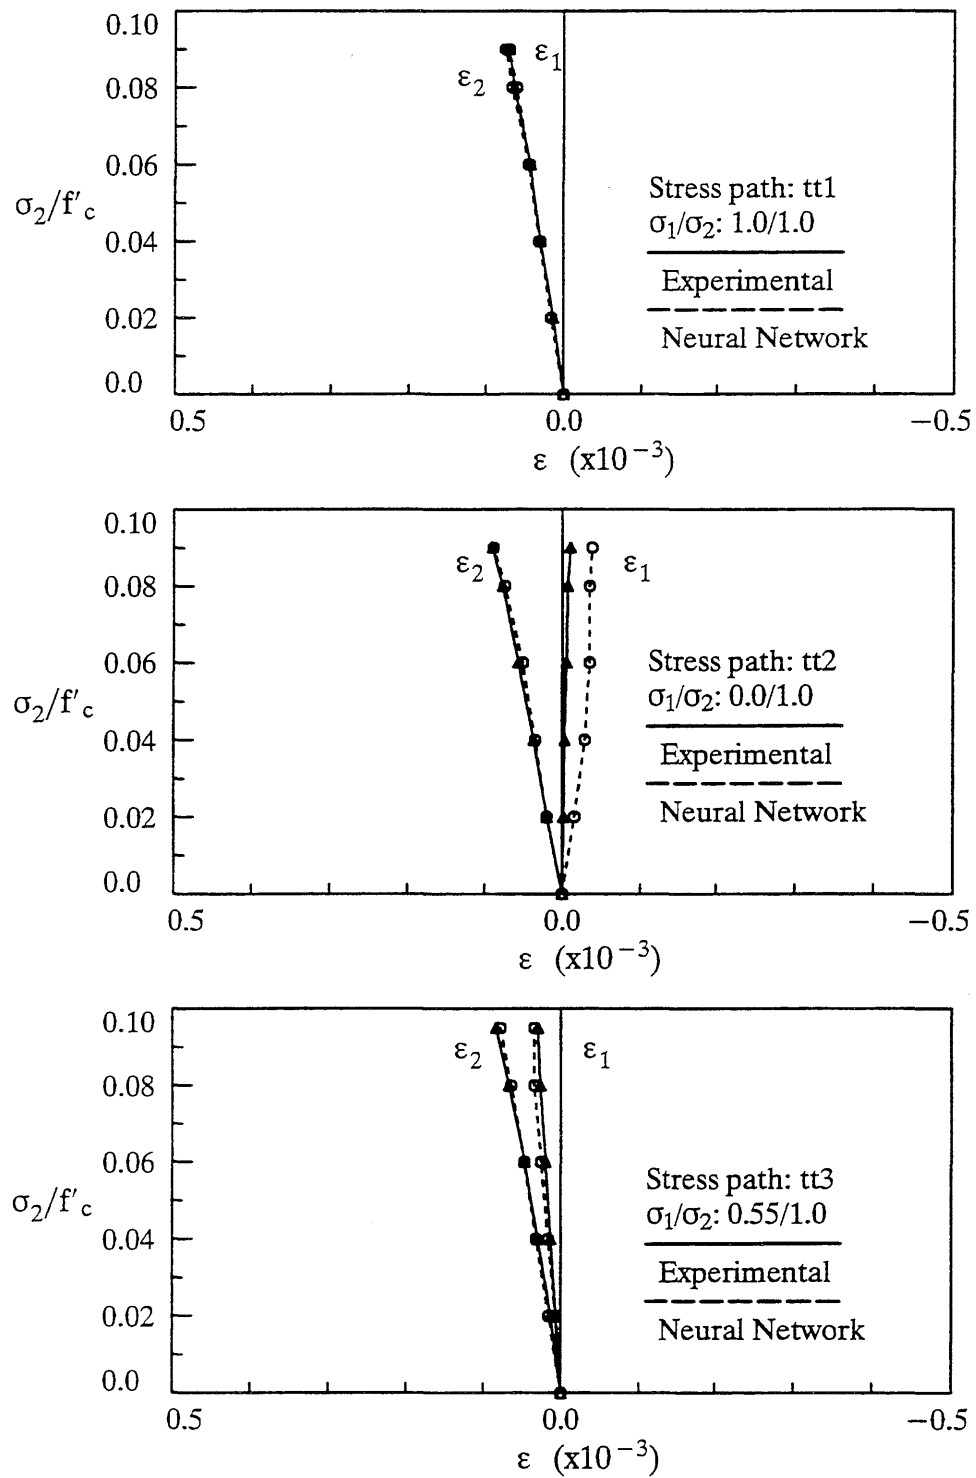 0.10
ε1
ε2
0.08
0.06
σ2/f′c
Stress path: tt1
σ1/σ2: 1.0/1.0
0.04
Experimental
0.02
Neural Network
0.0
0.5 0.0 −0.5
ε (x10−3)
0.10
ε2 ε1
0.08
0.06
σ2/f′c
Stress path: tt2
σ1/σ2: 0.0/1.0
0.04
Experimental
0.02
Neural Network
0.0
0.5 0.0 −0.5
ε (x10−3)
0.10
ε2 ε1
0.08
0.06
σ2/f′c
Stress path: tt3
σ1/σ2: 0.55/1.0
0.04
Experimental
0.02
Neural Network
0.0
0.5 0.0 −0.5
ε (x10−3)